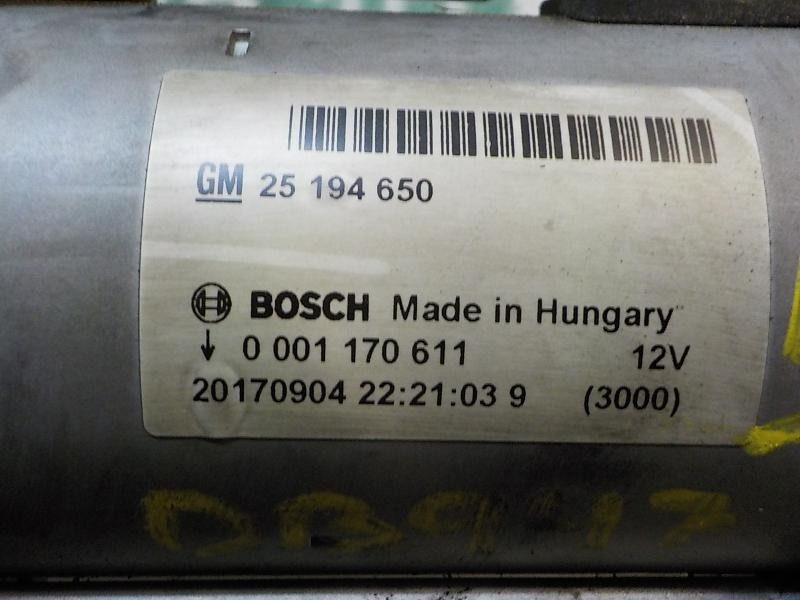 GM 25 194 650
BOSCH Made in Hungary
0 001 170 611 12V
20170904 22:21:03 9 (3000)
DB997